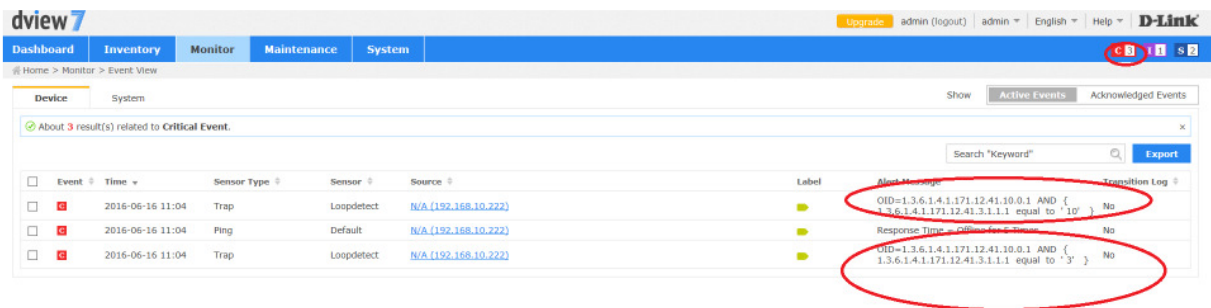 dview 7
Upgrade admin (logout) admin English Help D-Link
Dashboard Inventory Monitor Maintenance System C 3 I 1 S 2
Home > Monitor > Event View
Device System Show Active Events Acknowledged Events
About 3 result(s) related to Critical Event. x
Search "Keyword" Export
Event Time Sensor Type Sensor Source Label Alert Message Transition Log
C 2016-06-16 11:04 Trap Loopdetect N/A (192.168.10.222) OID=1.3.6.1.4.1.171.12.41.10.0.1 AND { No
1.3.6.1.4.1.171.12.41.3.1.1.1 equal to ' 10' }
C 2016-06-16 11:04 Ping Default N/A (192.168.10.222) Response Time = Offline for 5 Times No
C 2016-06-16 11:04 Trap Loopdetect N/A (192.168.10.222) OID=1.3.6.1.4.1.171.12.41.10.0.1 AND { No
1.3.6.1.4.1.171.12.41.3.1.1.1 equal to ' 3' }